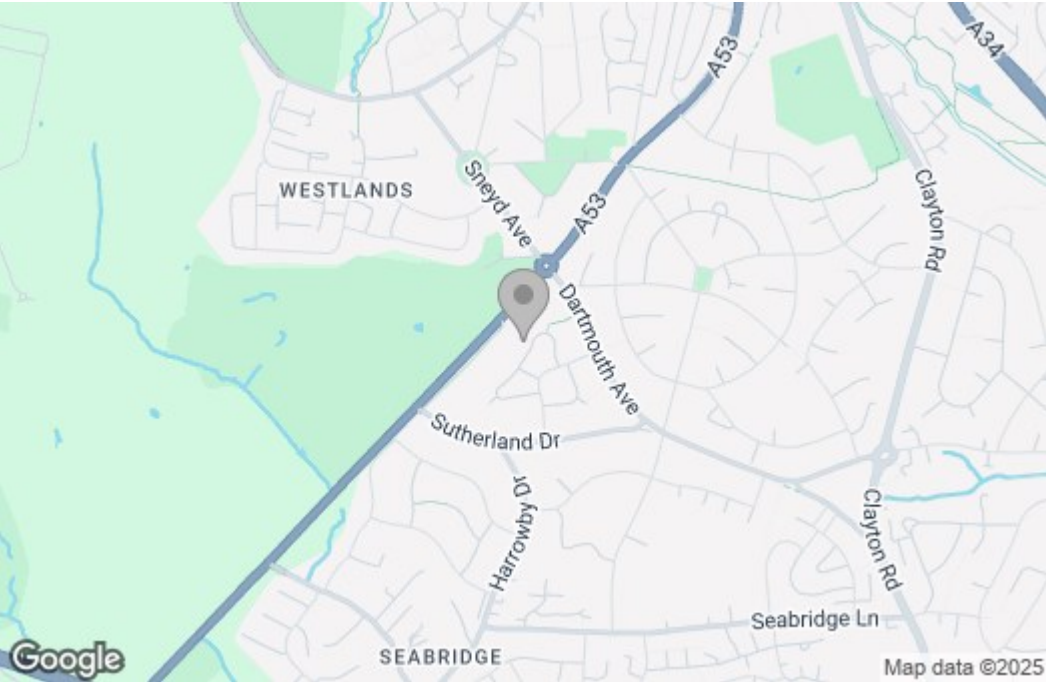 A53
A34
WESTLANDS
Sneyd Ave
A53
Clayton Rd
Dartmouth Ave
Sutherland Dr
Harrowby Dr
Clayton Rd
Seabridge Ln
SEABRIDGE
Google
Map data ©2025